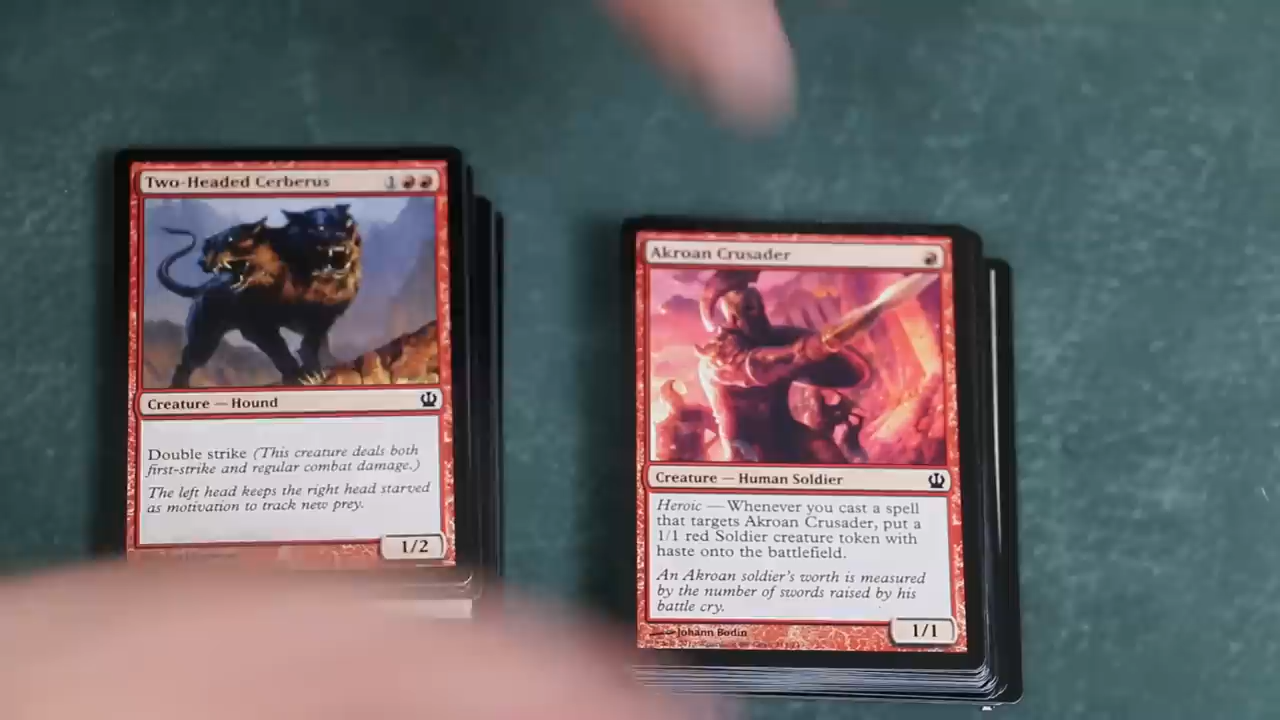 Two-Headed Cerberus 1
Creature — Hound
Double strike (This creature deals both
first-strike and regular combat damage.)
The left head keeps the right head starved
as motivation to track new prey.
1/2
Akroan Crusader
Creature — Human Soldier
Heroic — Whenever you cast a spell
that targets Akroan Crusader, put a
1/1 red Soldier creature token with
haste onto the battlefield.
An Akroan soldier's worth is measured
by the number of swords raised by his
battle cry.
Johann Bodin
1/1